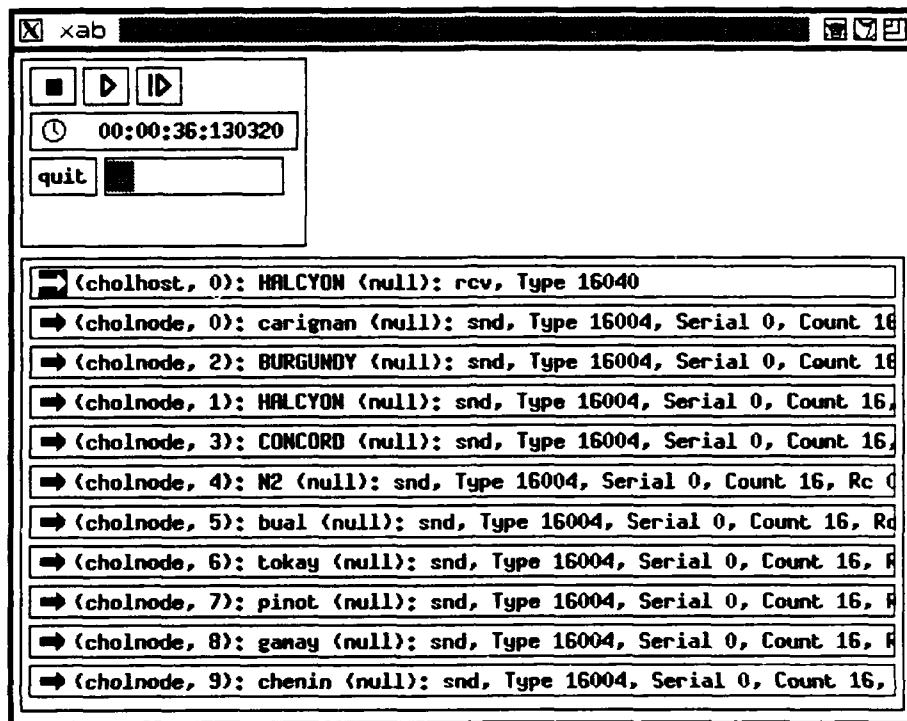 xab
00:00:36:130320
quit
(cholhost, 0): HALCYON (null): rcv, Type 16040
(cholnode, 0): carignan (null): snd, Type 16004, Serial 0, Count 16
(cholnode, 2): BURGUNDY (null): snd, Type 16004, Serial 0, Count 16
(cholnode, 1): HALCYON (null): snd, Type 16004, Serial 0, Count 16,
(cholnode, 3): CONCORD (null): snd, Type 16004, Serial 0, Count 16,
(cholnode, 4): N2 (null): snd, Type 16004, Serial 0, Count 16, Rc
(cholnode, 5): bual (null): snd, Type 16004, Serial 0, Count 16, Rc
(cholnode, 6): tokay (null): snd, Type 16004, Serial 0, Count 16, R
(cholnode, 7): pinot (null): snd, Type 16004, Serial 0, Count 16, R
(cholnode, 8): gamay (null): snd, Type 16004, Serial 0, Count 16, R
(cholnode, 9): chenin (null): snd, Type 16004, Serial 0, Count 16,